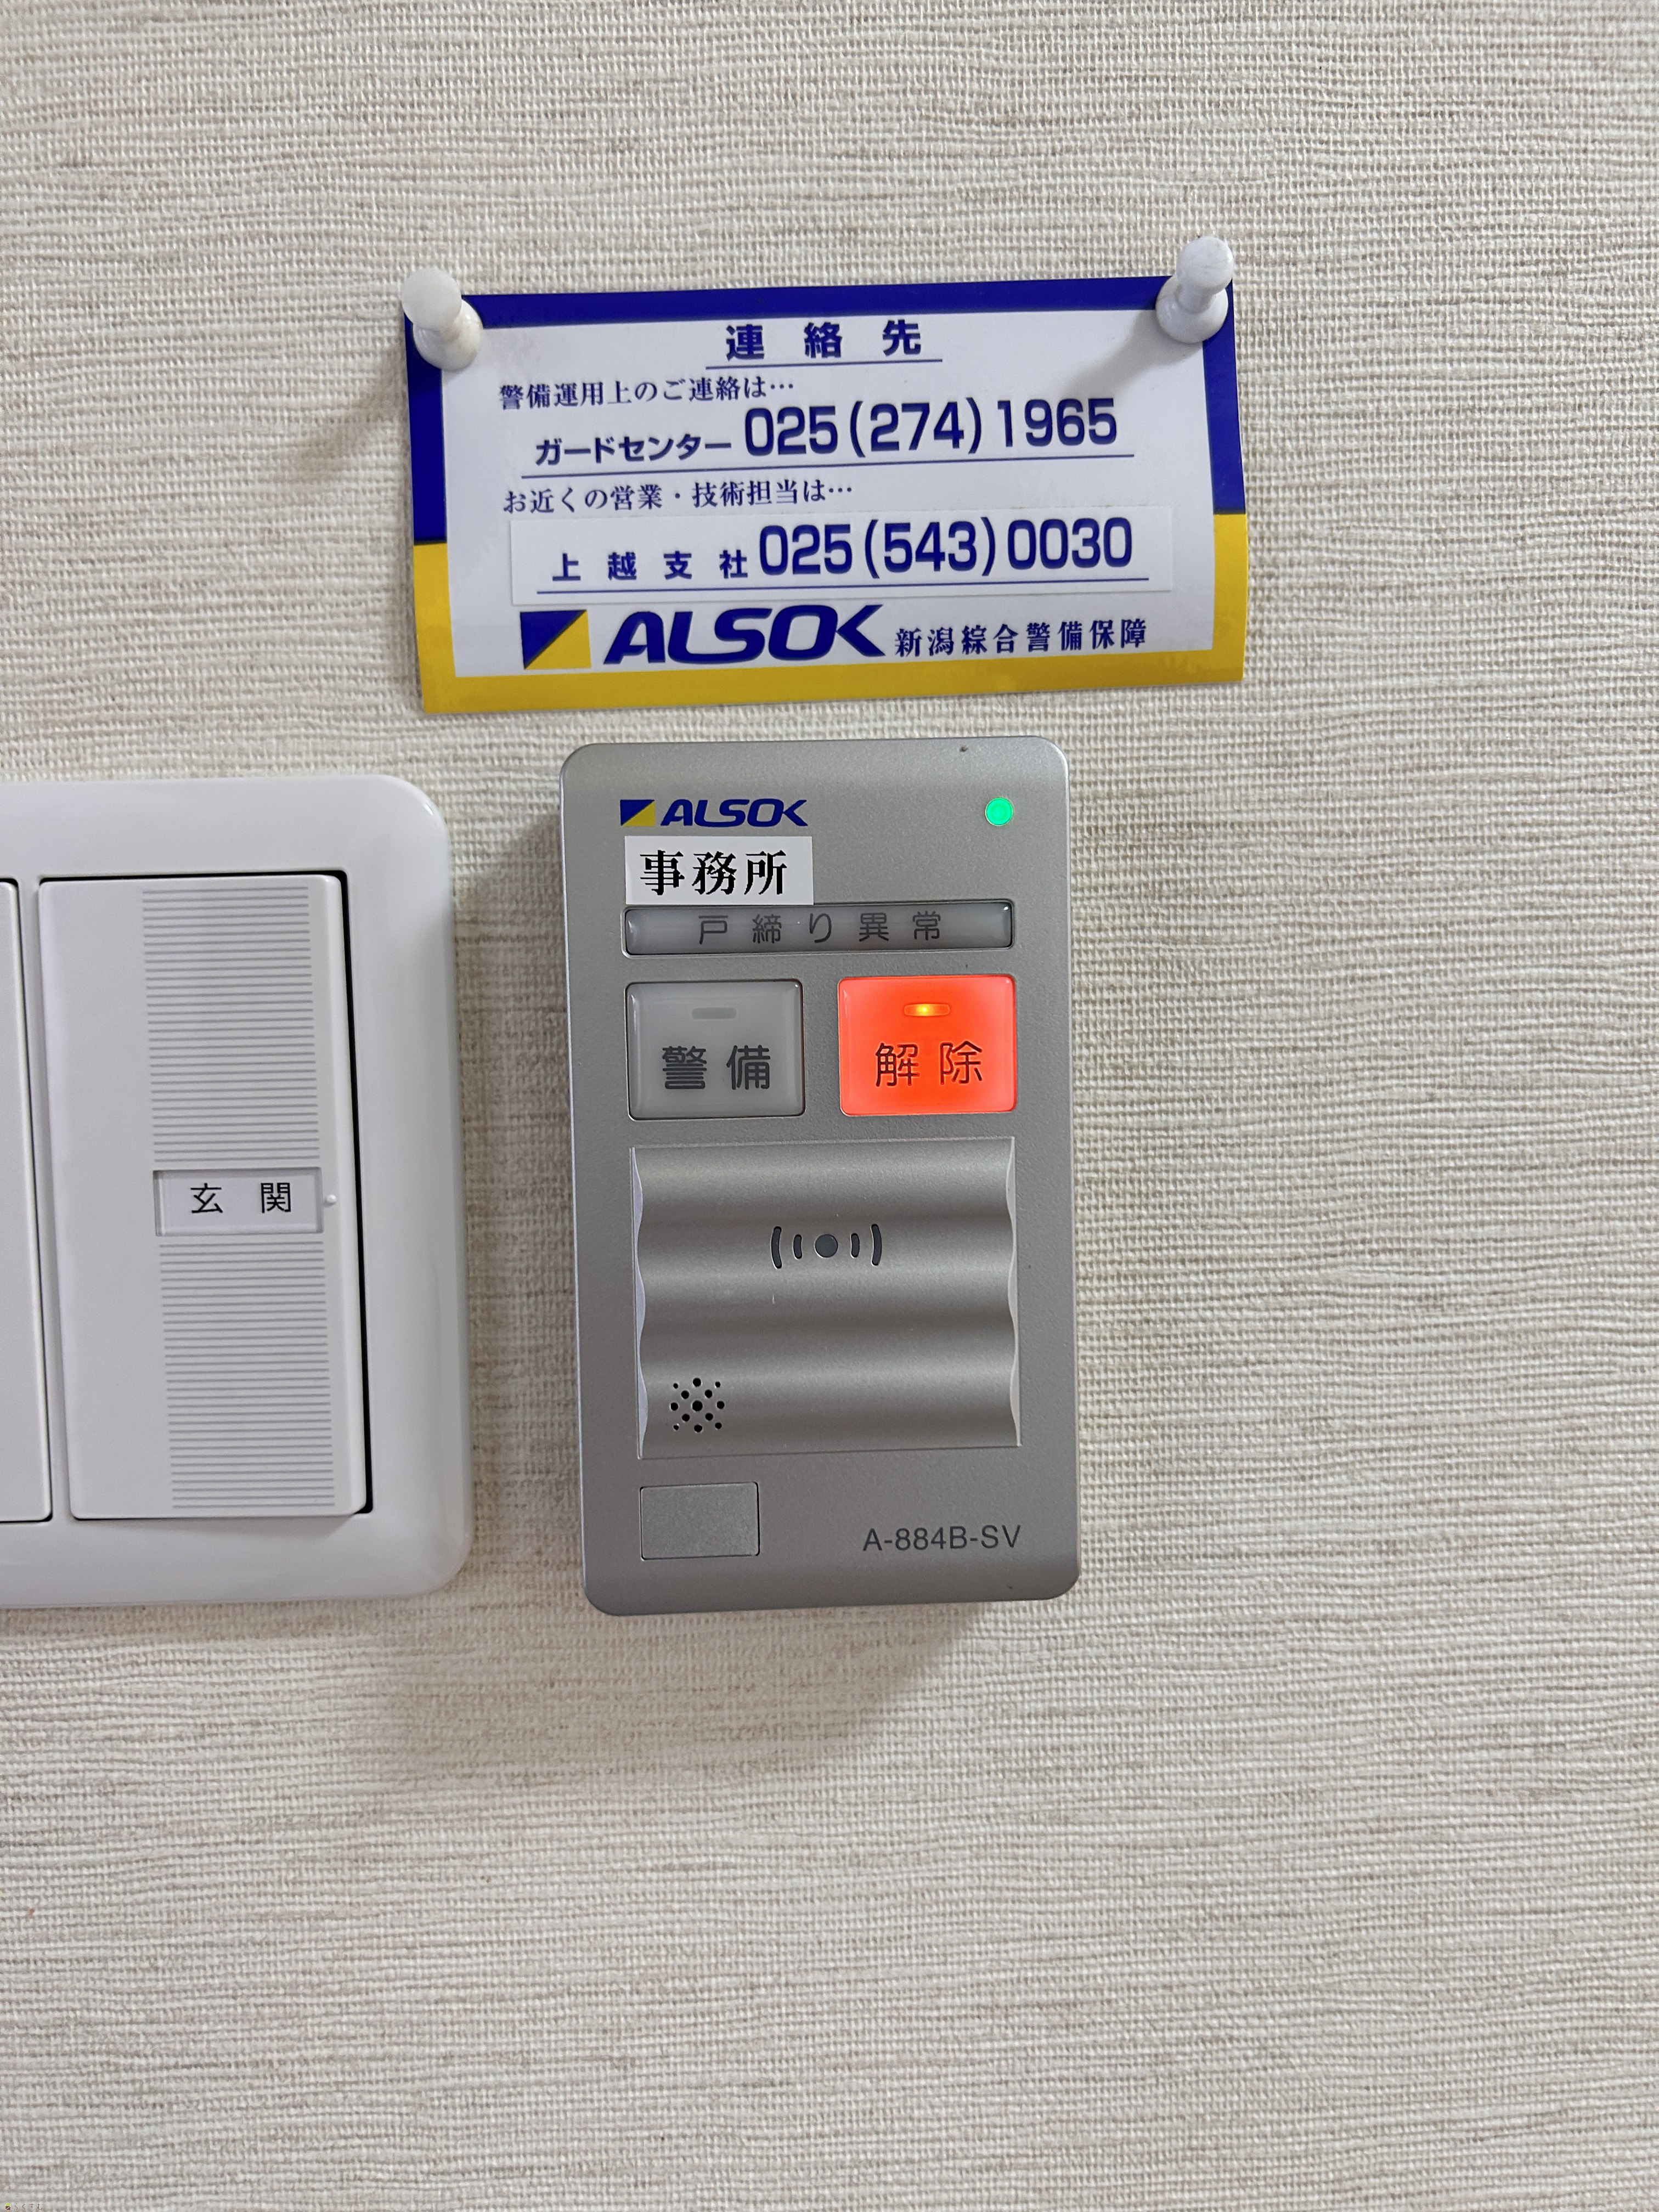 連絡先
警備運用上のご連絡は…
ガードセンター 025(274)1965
お近くの営業・技術担当は…
上越支社 025(543)0030
ALSOK 新潟綜合警備保障
ALSOK
事務所
戸締り異常
警備 解除
玄関
A-884B-SV